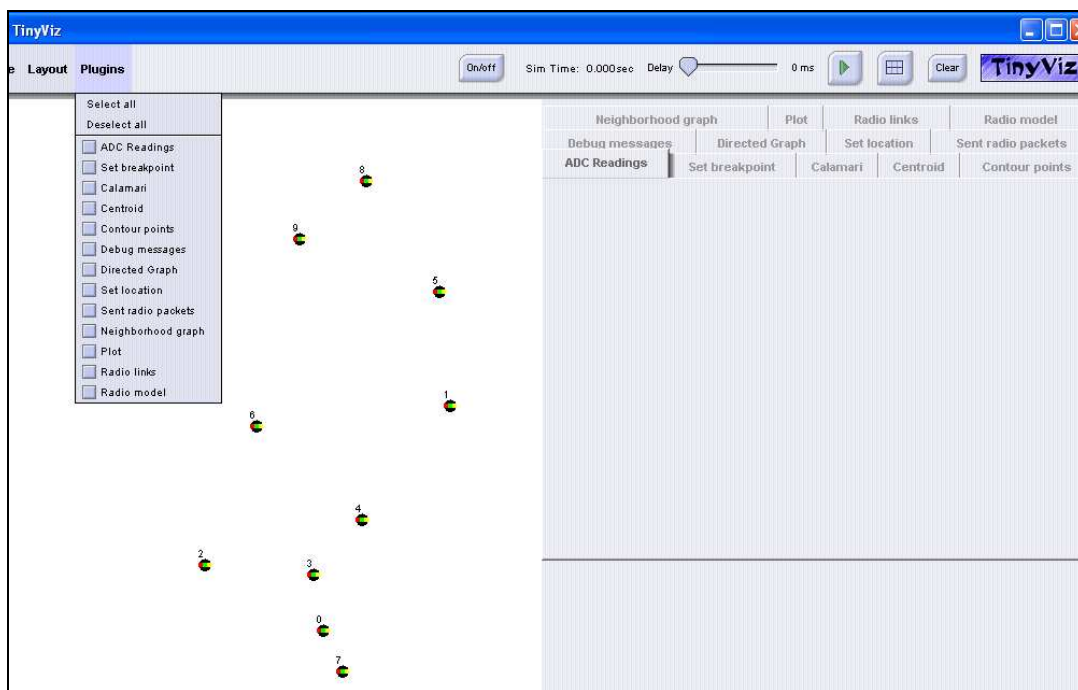 TinyViz
e Layout Plugins On/off Sim Time: 0.000sec Delay 0 ms Clear TinyViz
Select all
Deselect all
ADC Readings
Set breakpoint
Calamari
Centroid
Contour points
Debug messages
Directed Graph
Set location
Sent radio packets
Neighborhood graph
Plot
Radio links
Radio model
8
9
5
1
6
4
2
3
0
7
Neighborhood graph Plot Radio links Radio model
Debug messages Directed Graph Set location Sent radio packets
ADC Readings Set breakpoint Calamari Centroid Contour points